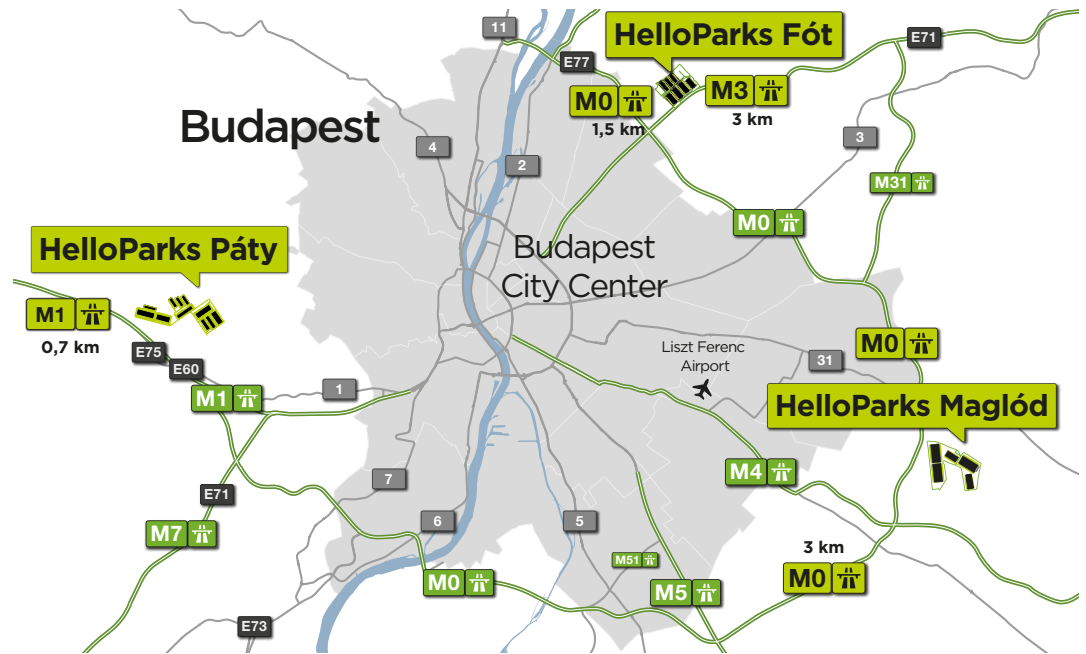 11
HelloParks Fót
E71
E77
M0
M3
1,5 km
3 km
Budapest
4
2
3
M31
M0
HelloParks Páty
Budapest
City Center
M1
0,7 km
E75
E60
M0
Liszt Ferenc
Airport
31
1
M1
HelloParks Maglód
M4
7
E71
6
5
M7
3 km
M51
M0
M0
M5
E73